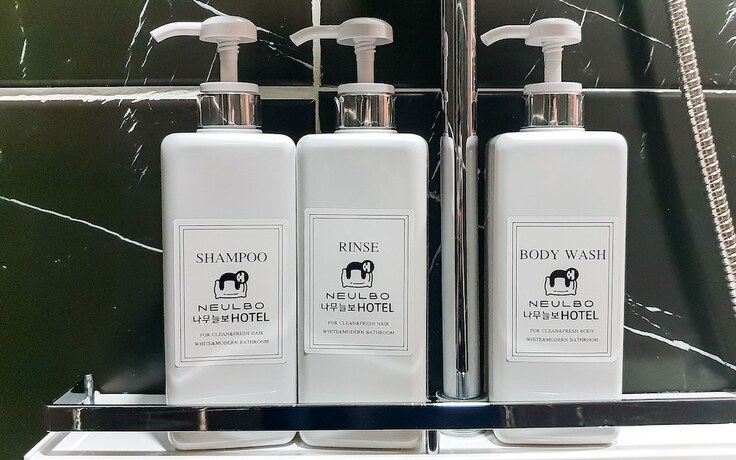 SHAMPOO
NEULBO
나무늘보HOTEL
FOR CLEAN&FRESH HAIR
WHITE&MODERN BATHROOM
RINSE
NEULBO
나무늘보HOTEL
FOR CLEAN&FRESH HAIR
WHITE&MODERN BATHROOM
BODY WASH
NEULBO
나무늘보HOTEL
FOR CLEAN&FRESH BODY
WHITE&MODERN BATHROOM